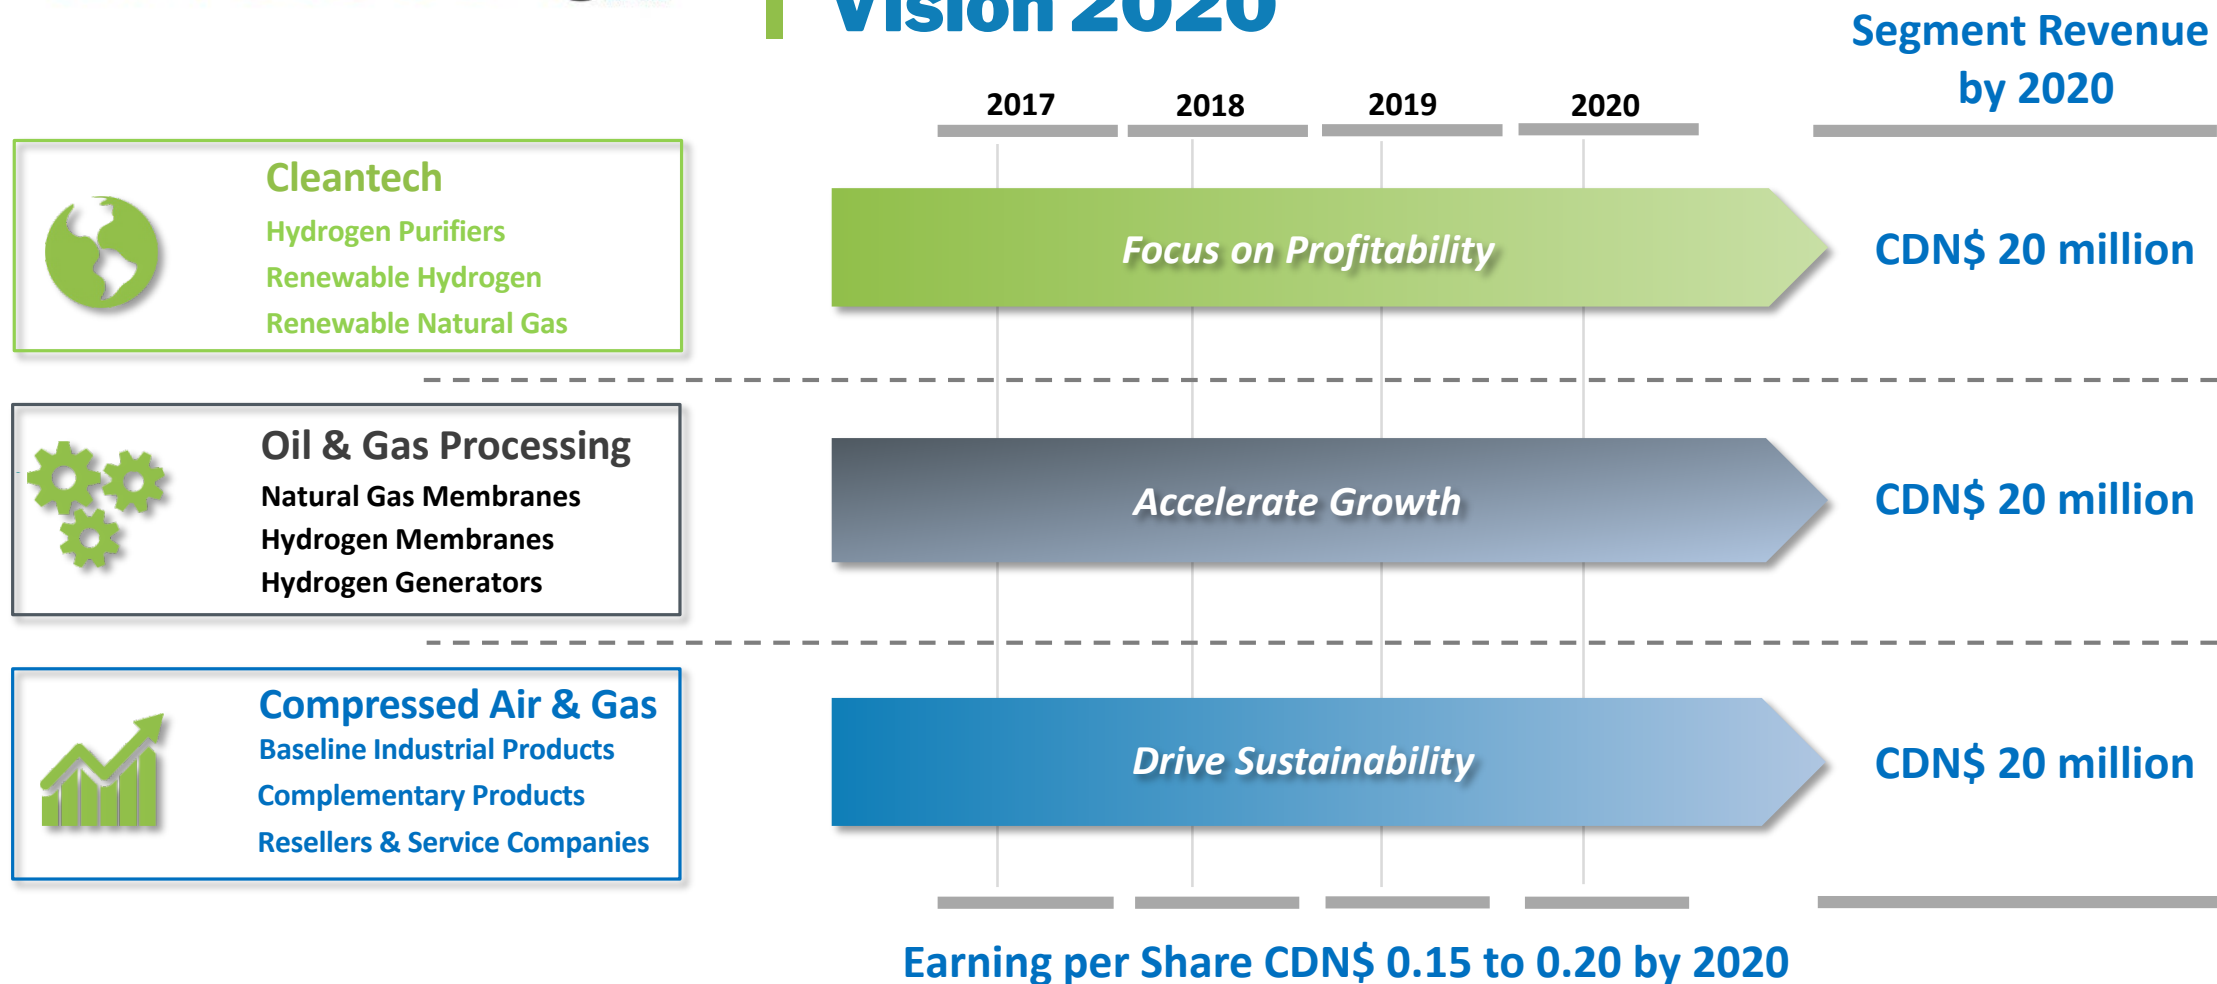 Vision 2020
Segment Revenue
by 2020
2017 2018 2019 2020
Cleantech
Hydrogen Purifiers
Renewable Hydrogen
Renewable Natural Gas
Focus on Profitability
CDN$ 20 million
Oil & Gas Processing
Natural Gas Membranes
Hydrogen Membranes
Hydrogen Generators
Accelerate Growth
CDN$ 20 million
Compressed Air & Gas
Baseline Industrial Products
Complementary Products
Resellers & Service Companies
Drive Sustainability
CDN$ 20 million
Earning per Share CDN$ 0.15 to 0.20 by 2020